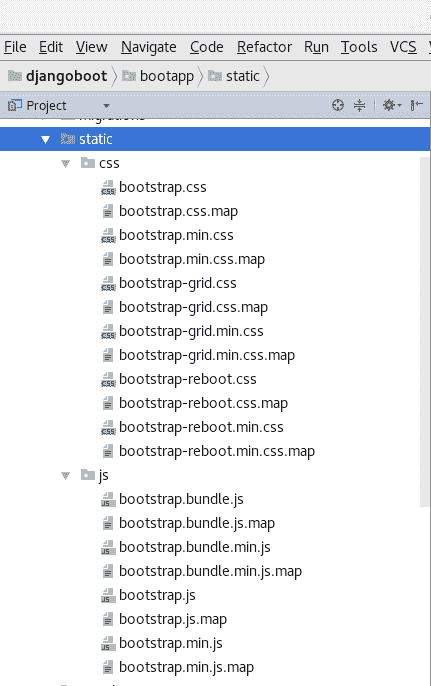 File Edit View Navigate Code Refactor Run Tools VCS
djangoboot bootapp static
Project
migrations
static
css
bootstrap.css
bootstrap.css.map
bootstrap.min.css
bootstrap.min.css.map
bootstrap-grid.css
bootstrap-grid.css.map
bootstrap-grid.min.css
bootstrap-grid.min.css.map
bootstrap-reboot.css
bootstrap-reboot.css.map
bootstrap-reboot.min.css
bootstrap-reboot.min.css.map
js
bootstrap.bundle.js
bootstrap.bundle.js.map
bootstrap.bundle.min.js
bootstrap.bundle.min.js.map
bootstrap.js
bootstrap.js.map
bootstrap.min.js
bootstrap.min.js.map